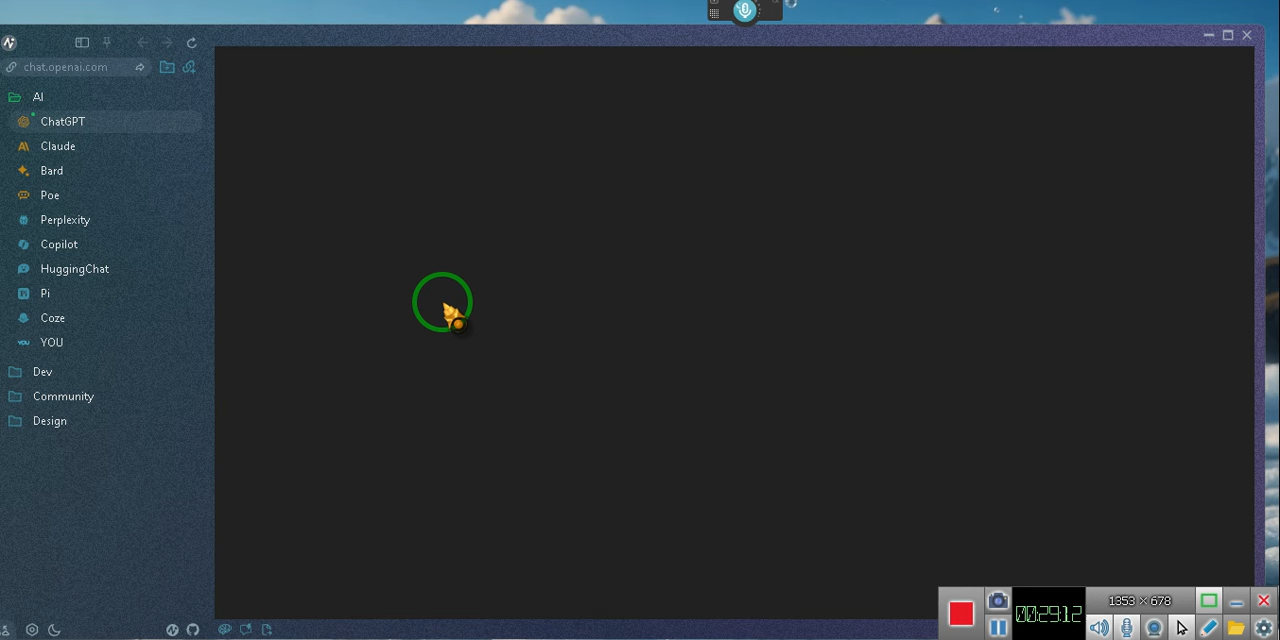 chat.openai.com
AI
ChatGPT
Claude
Bard
Poe
Perplexity
Copilot
HuggingChat
Pi
Coze
YOU
Dev
Community
Design
1353 × 678
00:29:12